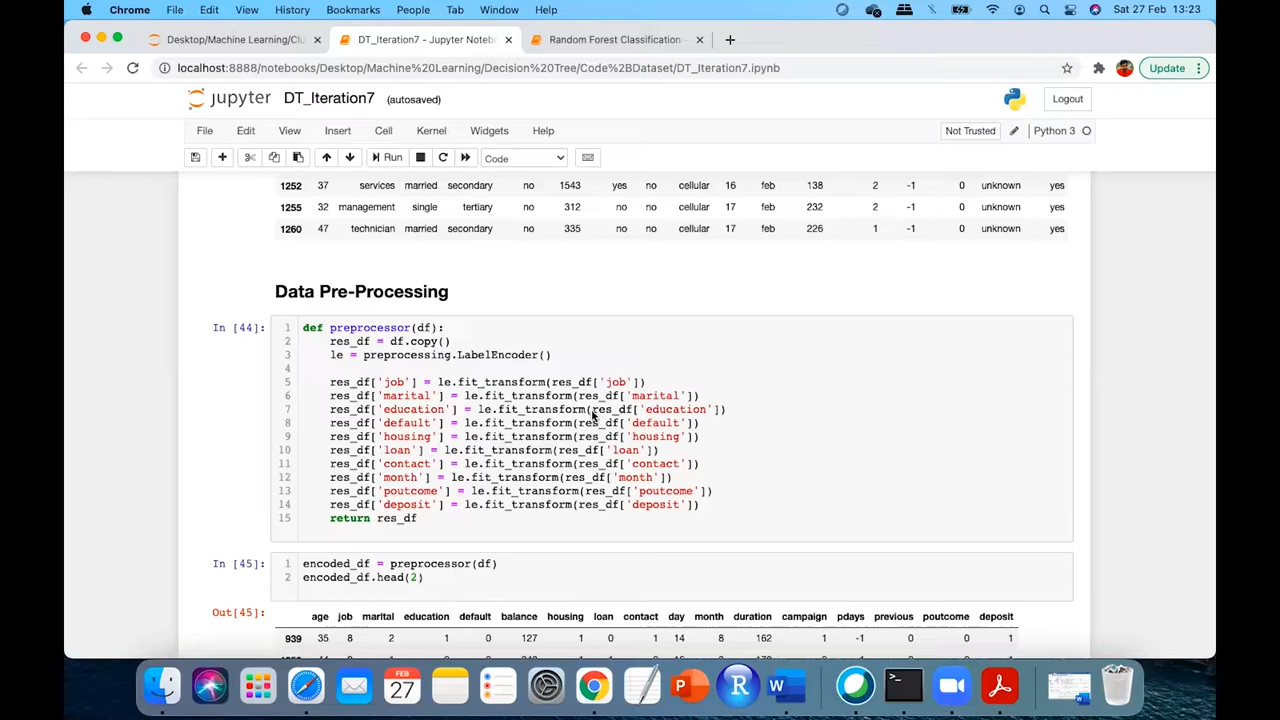 Chrome File Edit View History Bookmarks People Tab Window Help Sat 27 Feb 13:23
Desktop/Machine Learning/Clu DT_Iteration7 - Jupyter Notebo Random Forest Classification -
localhost:8888/notebooks/Desktop/Machine%20Learning/Decision%20Tree/Code%2BDataset/DT_Iteration7.ipynb Update
jupyter DT_Iteration7 (autosaved) Logout
File Edit View Insert Cell Kernel Widgets Help Not Trusted Python 3
Run Code
1252 37 services married secondary no 1543 yes no cellular 16 feb 138 2 -1 0 unknown yes
1255 32 management single tertiary no 312 no no cellular 17 feb 232 2 -1 0 unknown yes
1260 47 technician married secondary no 335 no no cellular 17 feb 226 1 -1 0 unknown yes
Data Pre-Processing
In [44]: 1 def preprocessor(df):
2 res_df = df.copy()
3 le = preprocessing.LabelEncoder()
4
5 res_df['job'] = le.fit_transform(res_df['job'])
6 res_df['marital'] = le.fit_transform(res_df['marital'])
7 res_df['education'] = le.fit_transform(res_df['education'])
8 res_df['default'] = le.fit_transform(res_df['default'])
9 res_df['housing'] = le.fit_transform(res_df['housing'])
10 res_df['loan'] = le.fit_transform(res_df['loan'])
11 res_df['contact'] = le.fit_transform(res_df['contact'])
12 res_df['month'] = le.fit_transform(res_df['month'])
13 res_df['poutcome'] = le.fit_transform(res_df['poutcome'])
14 res_df['deposit'] = le.fit_transform(res_df['deposit'])
15 return res_df
In [45]: 1 encoded_df = preprocessor(df)
2 encoded_df.head(2)
Out[45]: age job marital education default balance housing loan contact day month duration campaign pdays previous poutcome deposit
939 35 8 2 1 0 127 1 0 1 14 8 162 1 -1 0 0 1
FEB
27